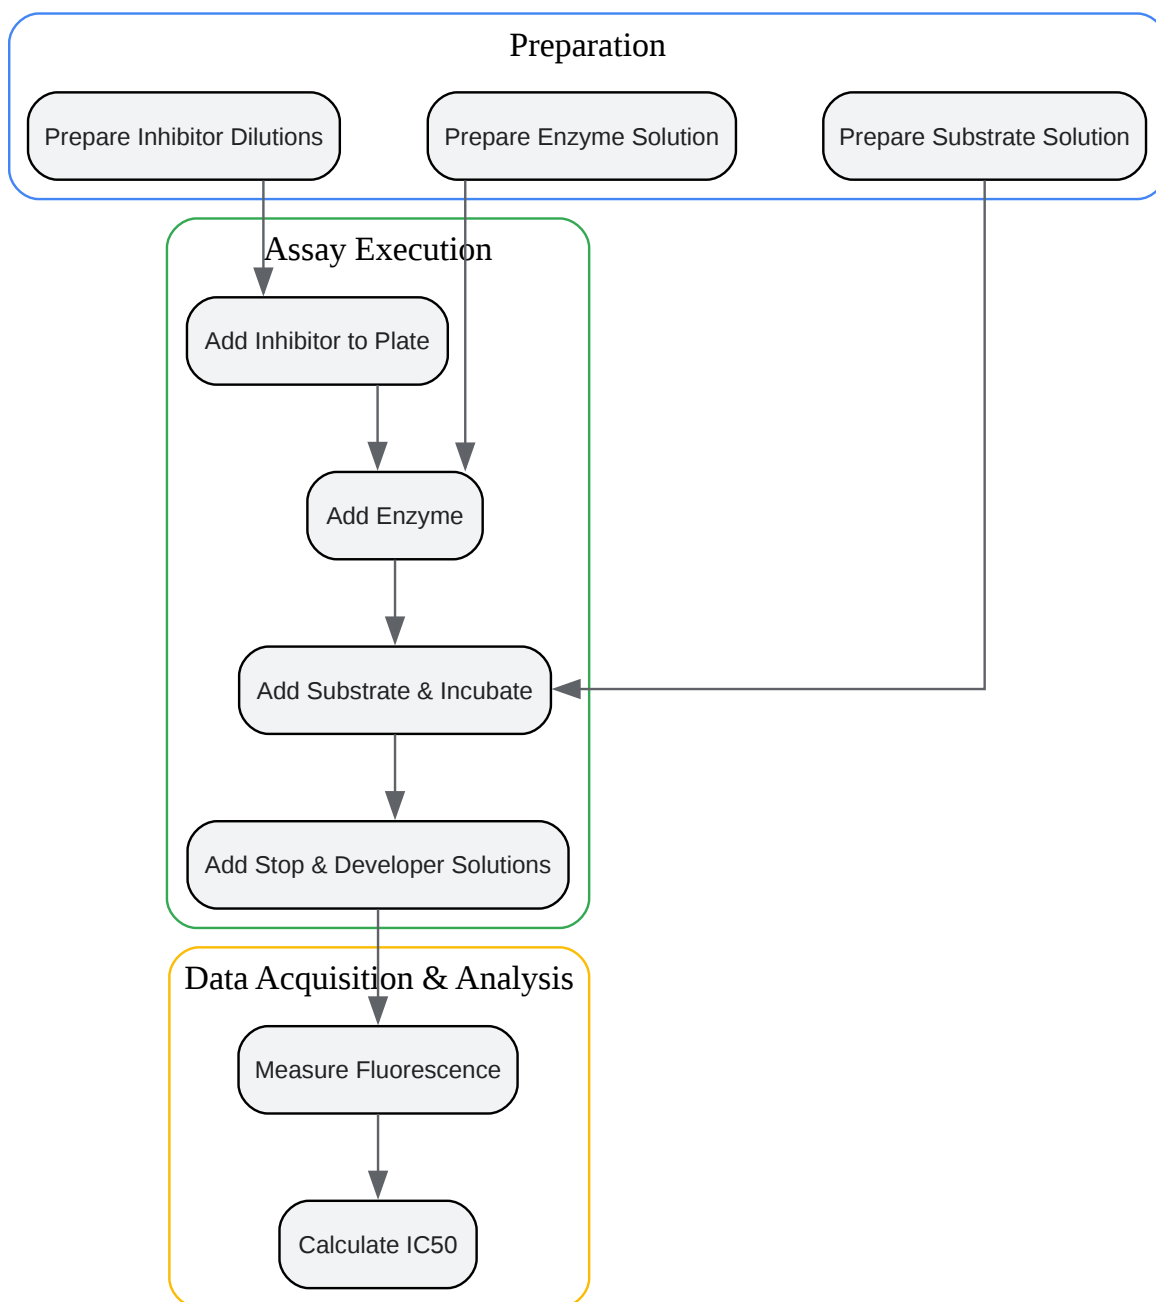 Preparation
Prepare Inhibitor Dilutions
Prepare Enzyme Solution
Prepare Substrate Solution
Assay Execution
Add Inhibitor to Plate
Add Enzyme
Add Substrate & Incubate
Add Stop & Developer Solutions
Data Acquisition & Analysis
Measure Fluorescence
Calculate IC50